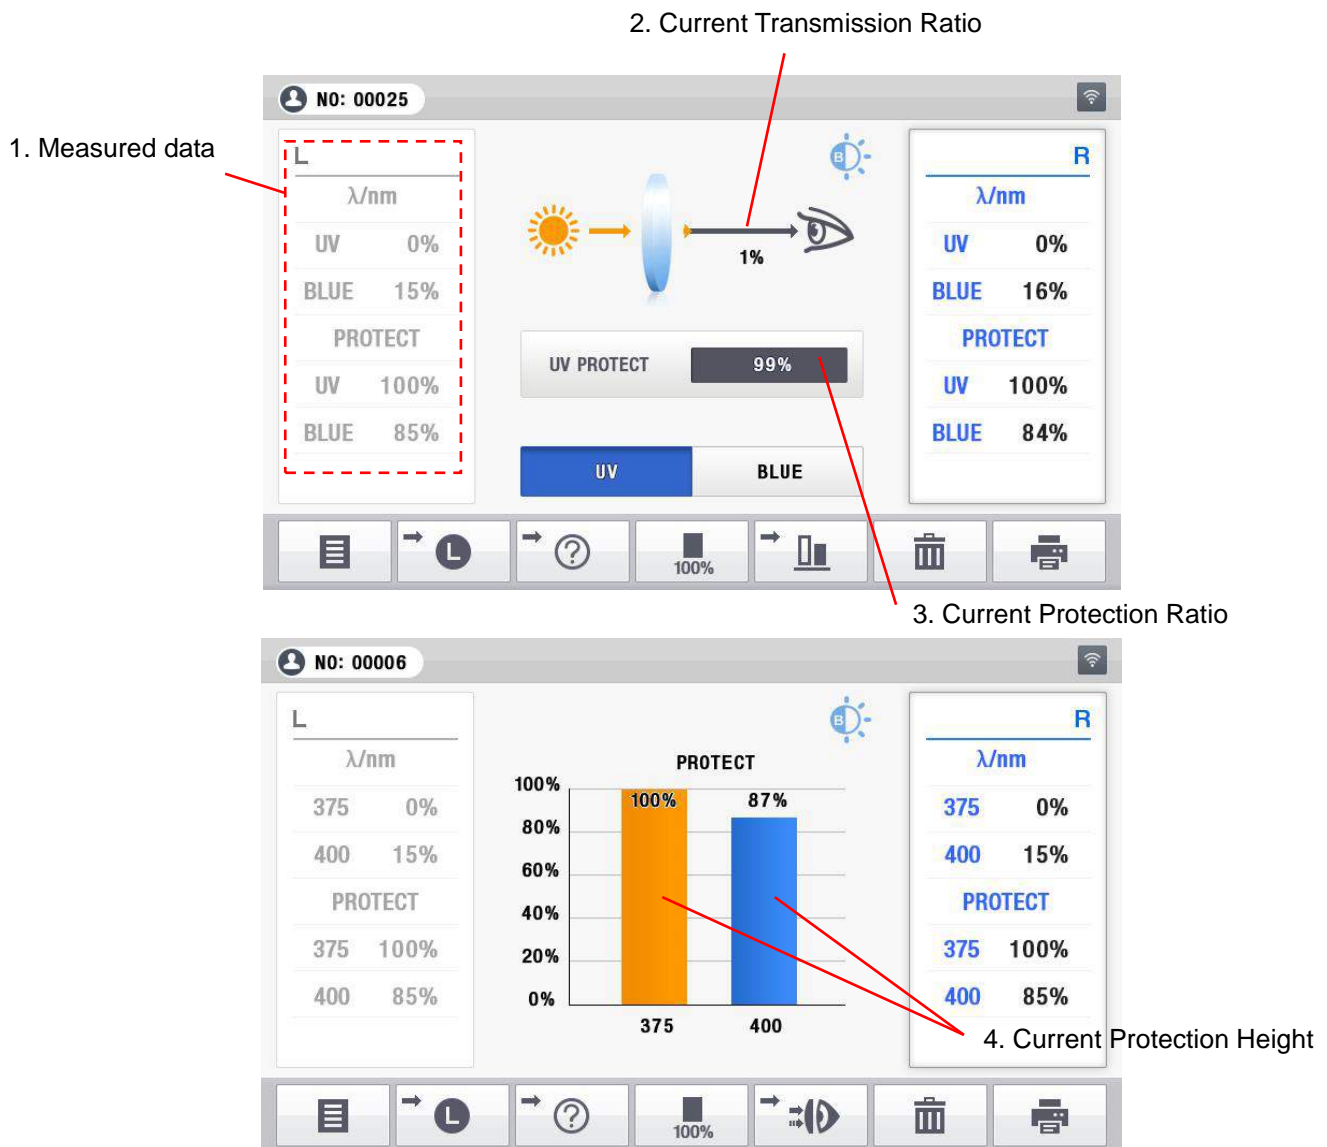 2. Current Transmission Ratio
NO: 00025
1. Measured data
L
λ/nm
UV 0%
BLUE 15%
PROTECT
UV 100%
BLUE 85%
B
1%
UV PROTECT 99%
UV BLUE
R
λ/nm
UV 0%
BLUE 16%
PROTECT
UV 100%
BLUE 84%
L ? 100%
3. Current Protection Ratio
NO: 00006
L
λ/nm
375 0%
400 15%
PROTECT
375 100%
400 85%
B
PROTECT
100%
80%
60%
40%
20%
0%
100% 87%
375 400
R
λ/nm
375 0%
400 15%
PROTECT
375 100%
400 85%
4. Current Protection Height
L ? 100%